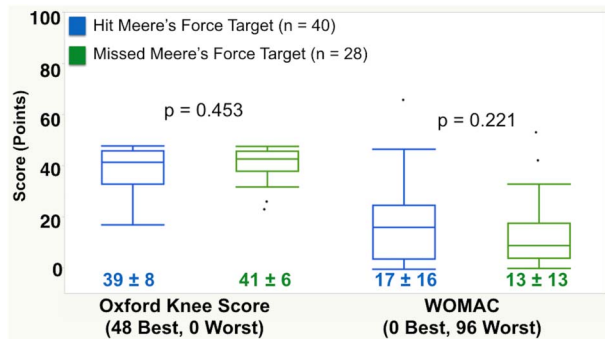 100
80
60
40
20
0
Score (Points)
Hit Meere's Force Target (n = 40)
Missed Meere's Force Target (n = 28)
p = 0.453
p = 0.221
39 ± 8
41 ± 6
17 ± 16
13 ± 13
Oxford Knee Score
(48 Best, 0 Worst)
WOMAC
(0 Best, 96 Worst)